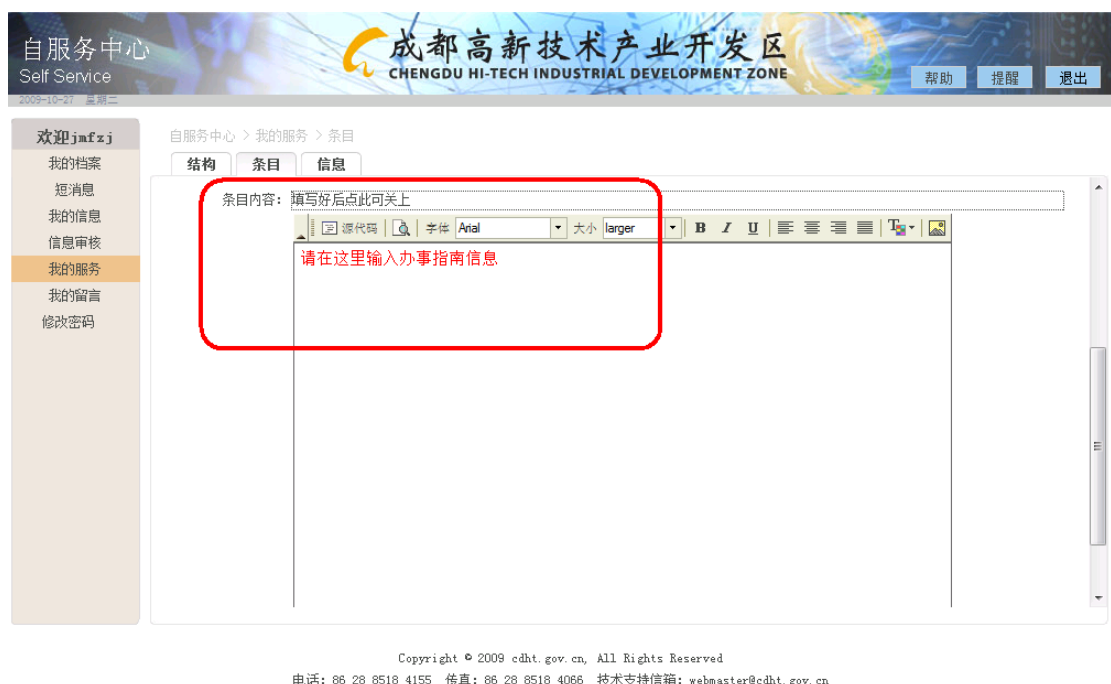 自服务中心
Self Service
成都高新技术产业开发区
CHENGDU HI-TECH INDUSTRIAL DEVELOPMENT ZONE
帮助 提醒 退出
2009-10-27 星期二
欢迎jmfzj
我的档案
短消息
我的信息
信息审核
我的服务
我的留言
修改密码
自服务中心 > 我的服务 > 条目
结构 条目 信息
条目内容: 填写好后点此可关上
源代码 字体 Arial 大小 larger B I U
请在这里输入办事指南信息
Copyright © 2009 cdht.gov.cn, All Rights Reserved
电话: 86 28 8518 4155 传真: 86 28 8518 4066 技术支持信箱: webmaster@cdht.gov.cn